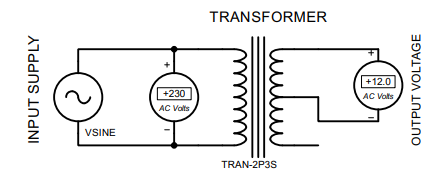 TRANSFORMER
INPUT SUPPLY
+
+230
AC Volts
−
VSINE
TRAN-2P3S
+
+12.0
AC Volts
−
OUTPUT VOLTAGE